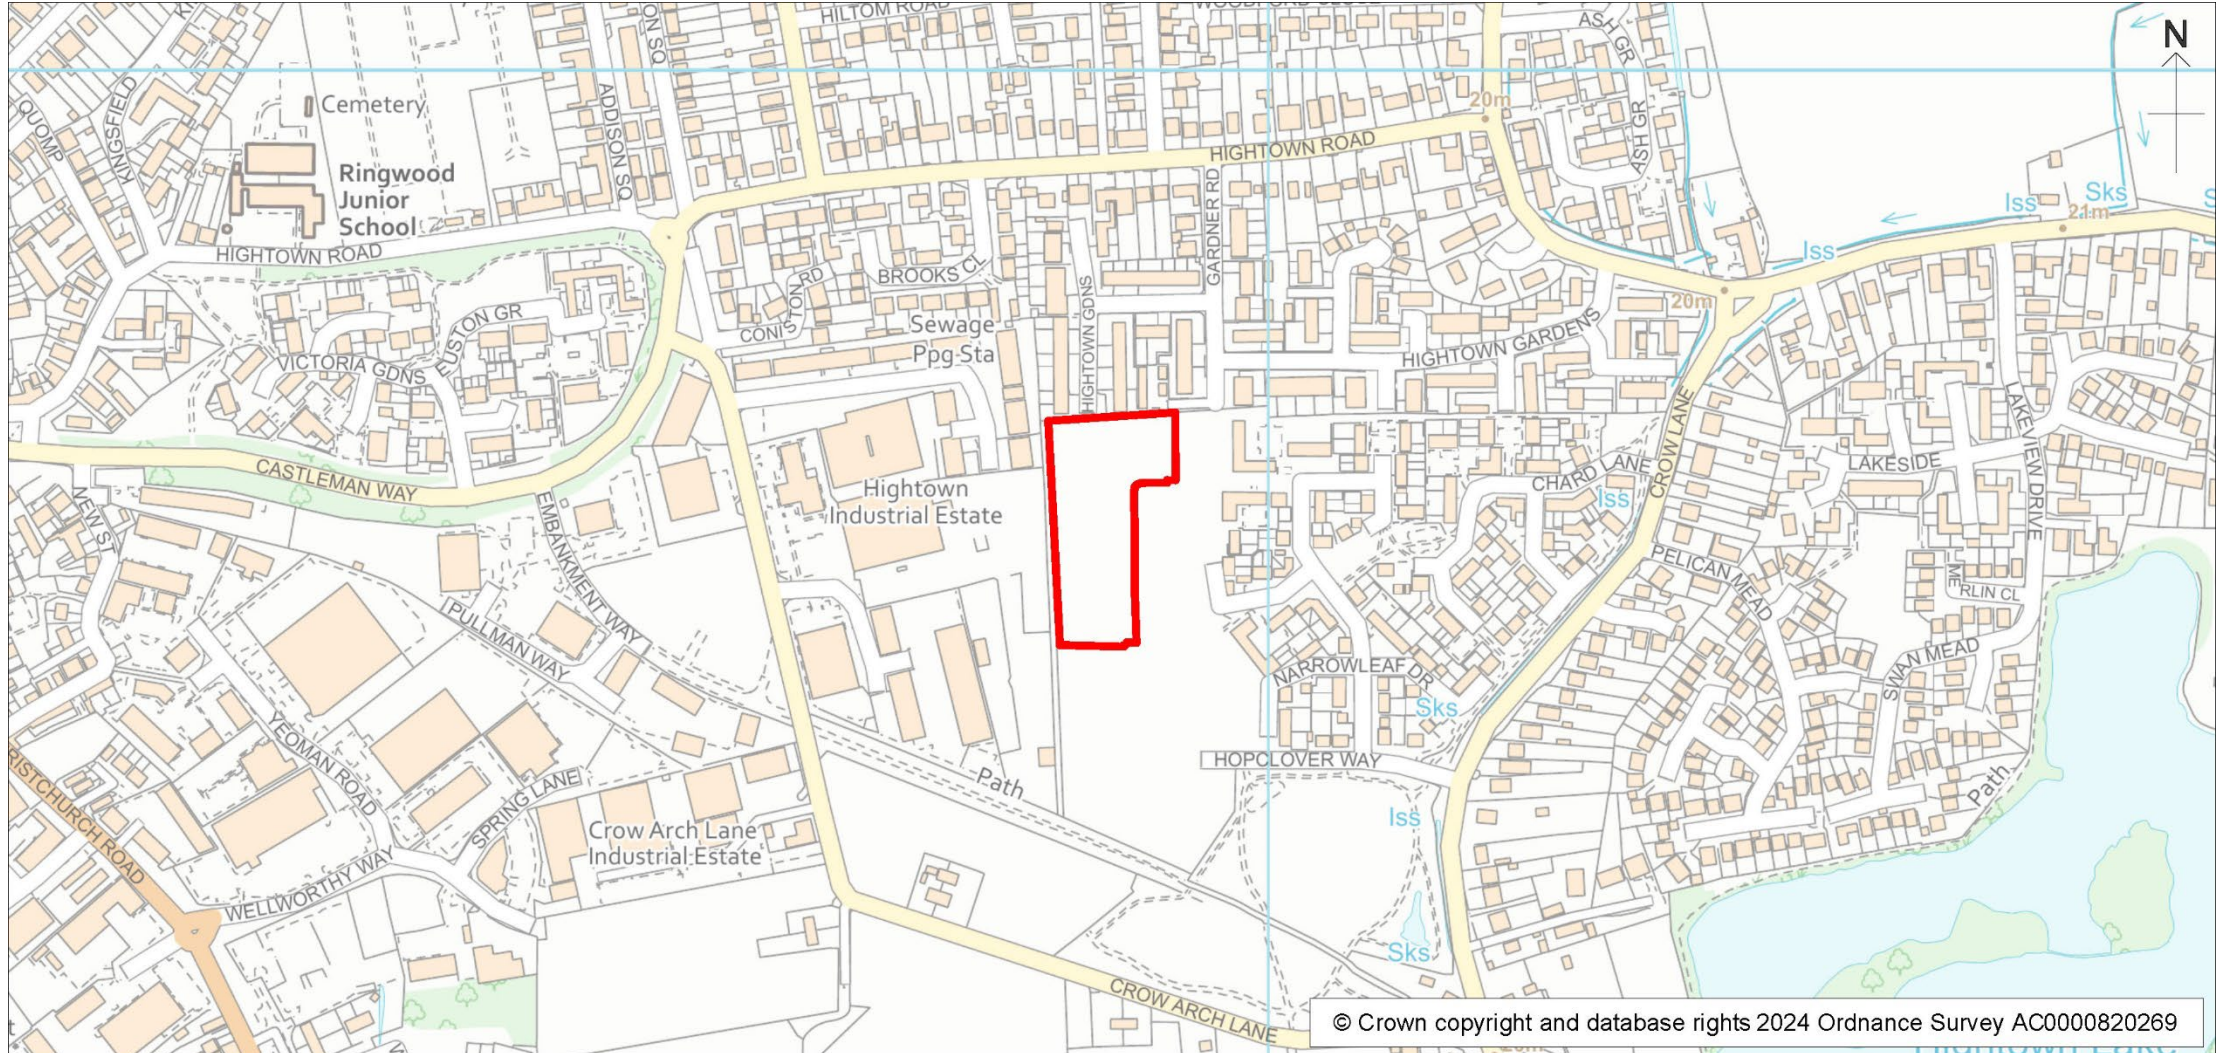 HILTOM ROAD
N
ASH GR
Cemetery
QUOMP
KINGSFIELD
ADDISON SQ
20m
HIGHTOWN ROAD
ASH GR
Ringwood
Junior
School
HIGHTOWN ROAD
GARDNER RD
Iss
Sks
21m
Iss
BROOKS CL
CONISTON RD
HIGHTOWN GDNS
20m
EUSTON GR
VICTORIA GDNS
Sewage
Ppg Sta
HIGHTOWN GARDENS
CROW LANE
LAKEVIEW DRIVE
CASTLEMAN WAY
NEW ST
EMBANKMENT WAY
Hightown
Industrial Estate
CHARD LANE
Iss
LAKESIDE
PELICAN MEAD
MERLIN CL
PULLMAN WAY
NARROWLEAF DR
SWAN MEAD
Sks
YEOMAN ROAD
HOPCLOVER WAY
Path
Path
SPRING LANE
Crow Arch Lane
Industrial Estate
Iss
WELLWORTHY WAY
Sks
CROW ARCH LANE
© Crown copyright and database rights 2024 Ordnance Survey AC0000820269